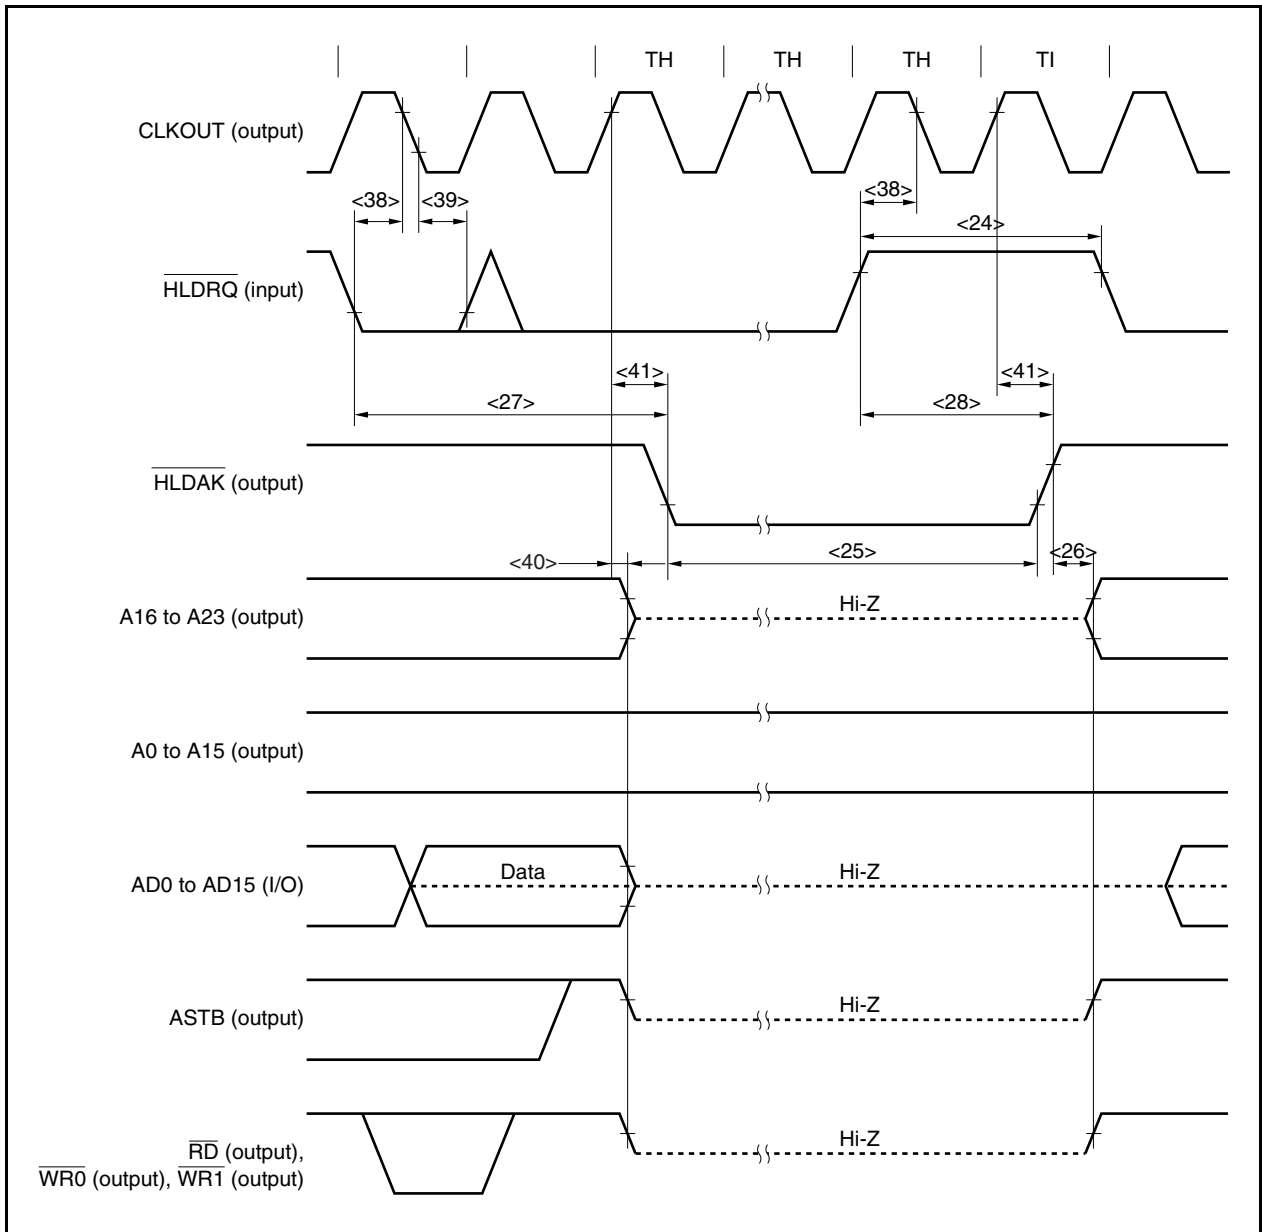 TH TH TH TI
CLKOUT (output)
<38> <39> <38>
<24>
HLDRQ (input)
<41> <41>
<27> <28>
HLDAK (output)
<40> <25> <26>
A16 to A23 (output) Hi-Z
A0 to A15 (output)
AD0 to AD15 (I/O) Data Hi-Z
ASTB (output) Hi-Z
Hi-Z
RD (output),
WR0 (output), WR1 (output)